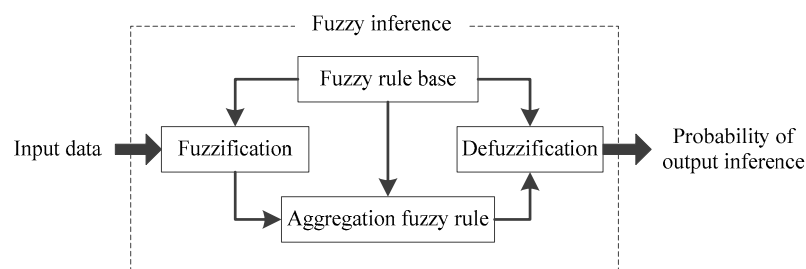 Fuzzy inference
Fuzzy rule base
Input data
Fuzzification
Defuzzification
Probability of
output inference
Aggregation fuzzy rule